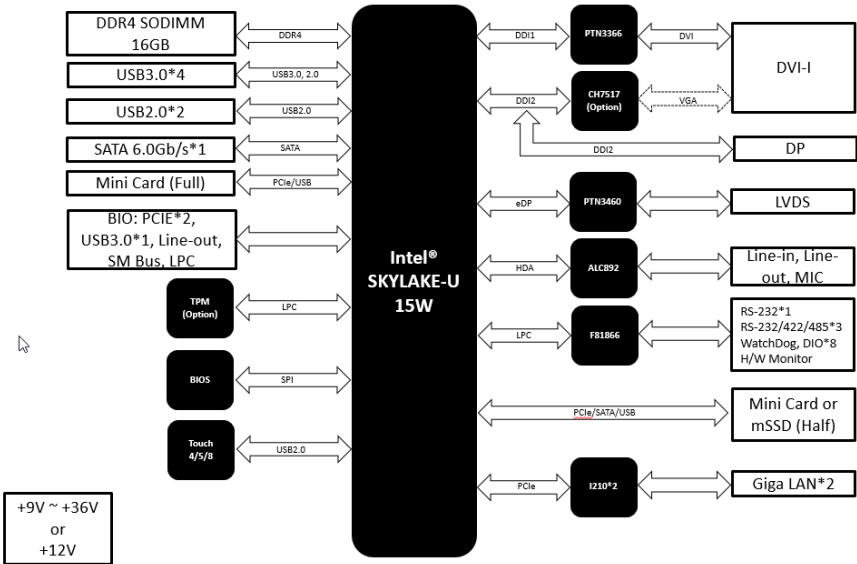 DDR4 SODIMM
16GB
DDR4
USB3.0*4
USB3.0, 2.0
USB2.0*2
USB2.0
SATA 6.0Gb/s*1
SATA
Mini Card (Full)
PCIe/USB
BIO: PCIE*2,
USB3.0*1, Line-out,
SM Bus, LPC
TPM
(Option)
LPC
BIOS
SPI
Touch
4/5/8
USB2.0
+9V ~ +36V
or
+12V
Intel®
SKYLAKE-U
15W
DDI1
PTN3366
DVI
DVI-I
DDI2
CH7517
(Option)
VGA
DDI2
DP
eDP
PTN3460
LVDS
HDA
ALC892
Line-in, Line-
out, MIC
LPC
F81866
RS-232*1
RS-232/422/485*3
WatchDog, DIO*8
H/W Monitor
PCIe/SATA/USB
Mini Card or
mSSD (Half)
PCIe
I210*2
Giga LAN*2